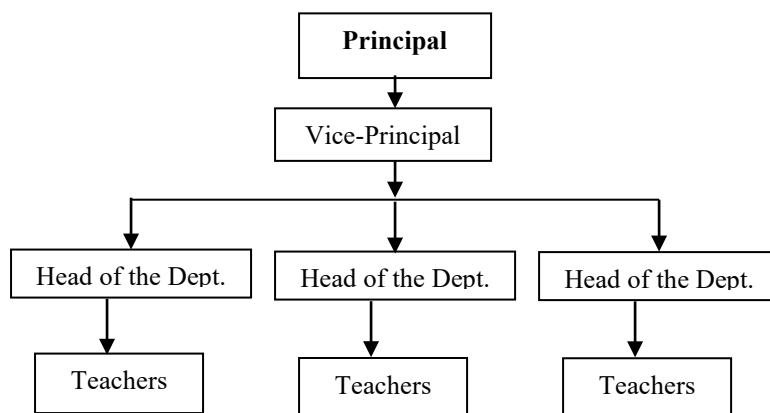 Principal
Vice-Principal
Head of the Dept.
Head of the Dept.
Head of the Dept.
Teachers
Teachers
Teachers